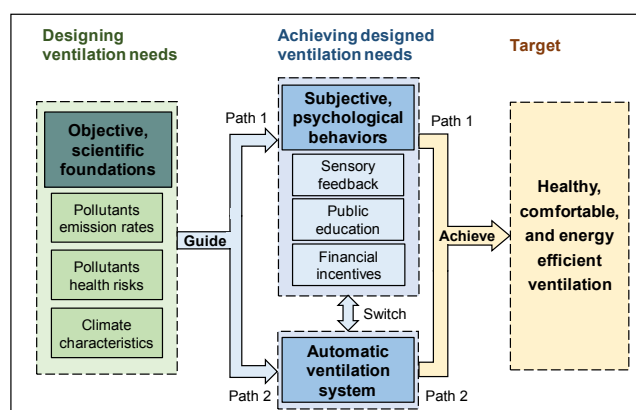 Designing
ventilation needs
Achieving designed
ventilation needs
Target
Objective,
scientific
foundations
Pollutants
emission rates
Pollutants
health risks
Climate
characteristics
Guide
Path 1
Path 2
Subjective,
psychological
behaviors
Sensory
feedback
Public
education
Financial
incentives
Switch
Automatic
ventilation
system
Path 1
Path 2
Achieve
Healthy,
comfortable,
and energy
efficient
ventilation